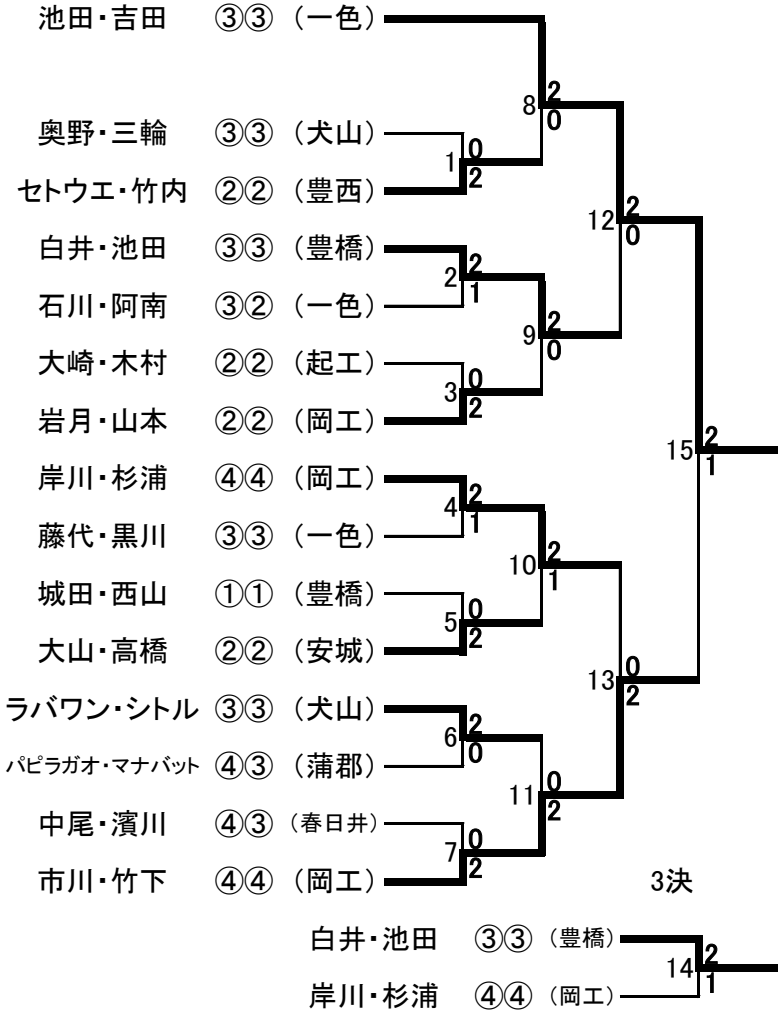 池田・吉田 ③③ (一色)
2
8
0
奥野・三輪 ③③ (犬山)
0
1
2
セトウエ・竹内 ②② (豊西)
2
12
0
白井・池田 ③③ (豊橋)
2
2
1
石川・阿南 ③② (一色)
2
9
0
大崎・木村 ②② (起工)
0
3
2
岩月・山本 ②② (岡工)
2
15
1
岸川・杉浦 ④④ (岡工)
2
4
1
藤代・黒川 ③③ (一色)
2
10
1
城田・西山 ①① (豊橋)
0
5
2
大山・高橋 ②② (安城)
0
13
2
ラバワン・シトル ③③ (犬山)
2
6
0
パピラガオ・マナバット ④③ (蒲郡)
0
11
2
中尾・濱川 ④③ (春日井)
0
7
2
市川・竹下 ④④ (岡工)
3決
白井・池田 ③③ (豊橋)
2
14
1
岸川・杉浦 ④④ (岡工)